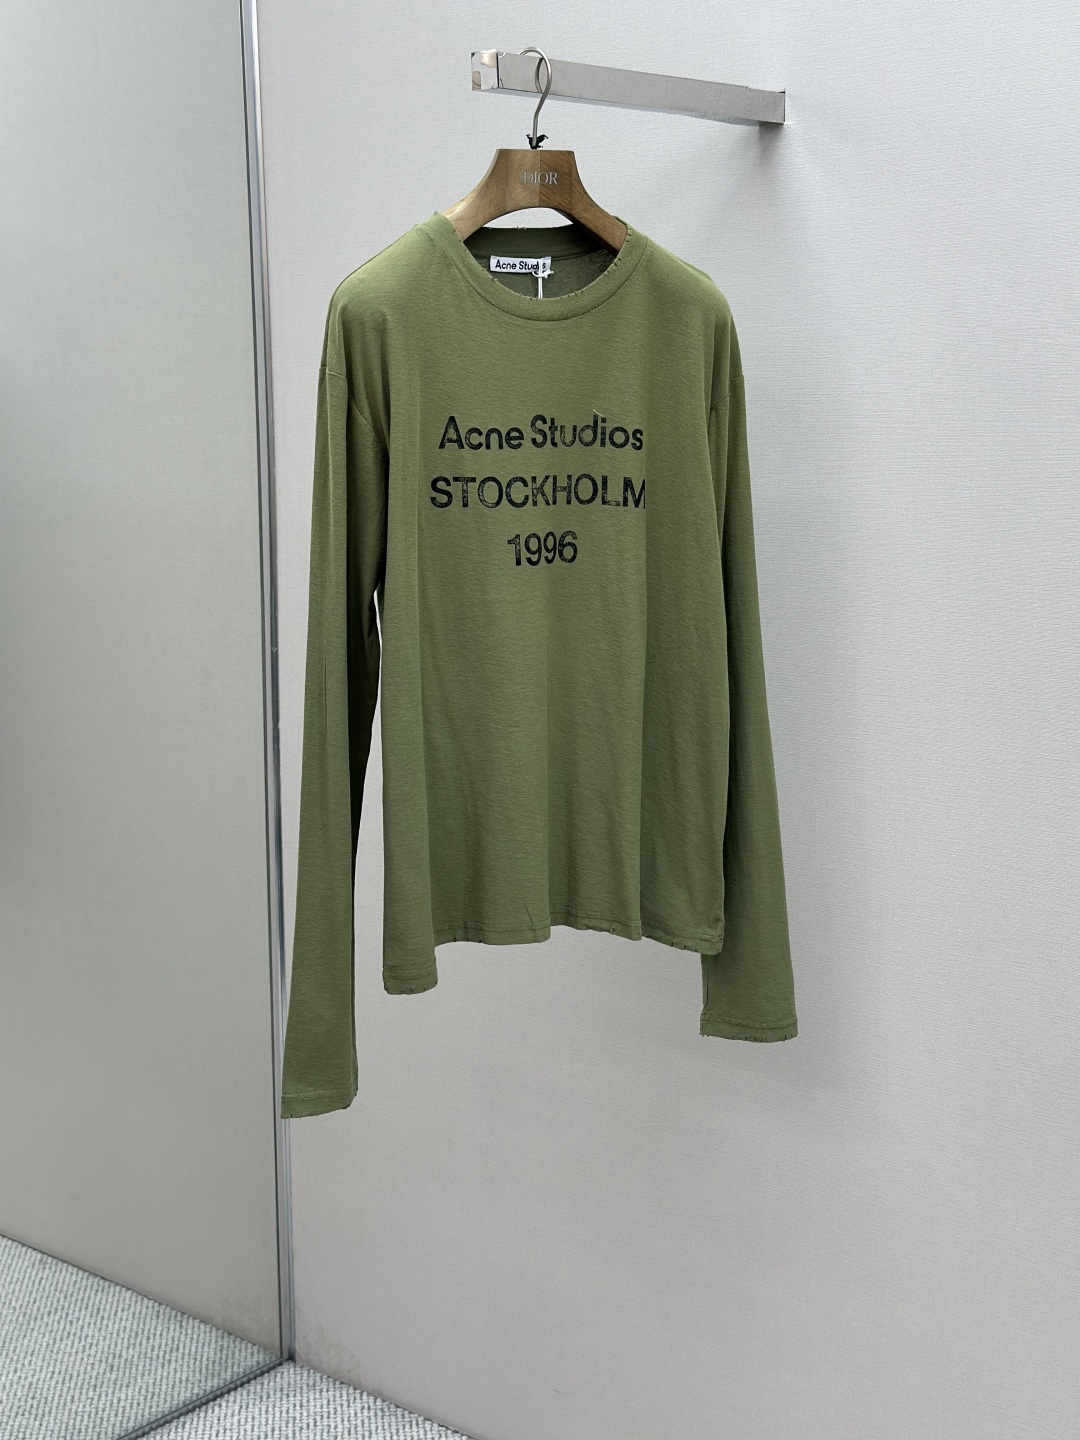 DIOR
Acne Studios
Acne Studios
STOCKHOLM
1996